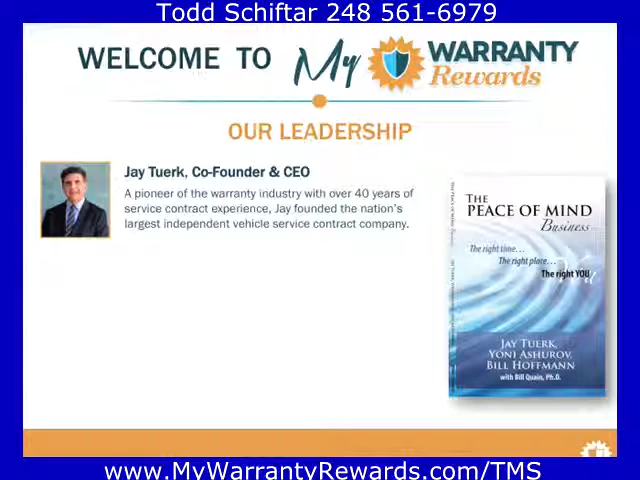 Todd Schiftar 248 561-6979
WELCOME TO My WARRANTY
Rewards
OUR LEADERSHIP
Jay Tuerk, Co-Founder & CEO
A pioneer of the warranty industry with over 40 years of
service contract experience, Jay founded the nation's
largest independent vehicle service contract company.
THE
PEACE OF MIND
Business
The right time...
The right place...
The right YOU
JAY TUERK,
YONI ASHUROV,
BILL HOFFMANN
with Bill Quain, Ph.D.
www.MyWarrantyRewards.com/TMS